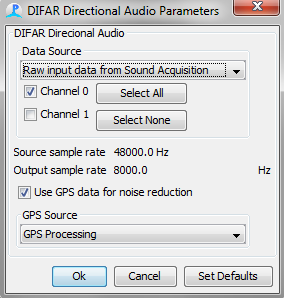 DIFAR Directional Audio Parameters
DIFAR Direcional Audio
Data Source
Raw input data from Sound Acquisition
Channel 0
Select All
Channel 1
Select None
Source sample rate 48000.0 Hz
Output sample rate 8000.0 Hz
Use GPS data for noise reduction
GPS Source
GPS Processing
Ok Cancel Set Defaults